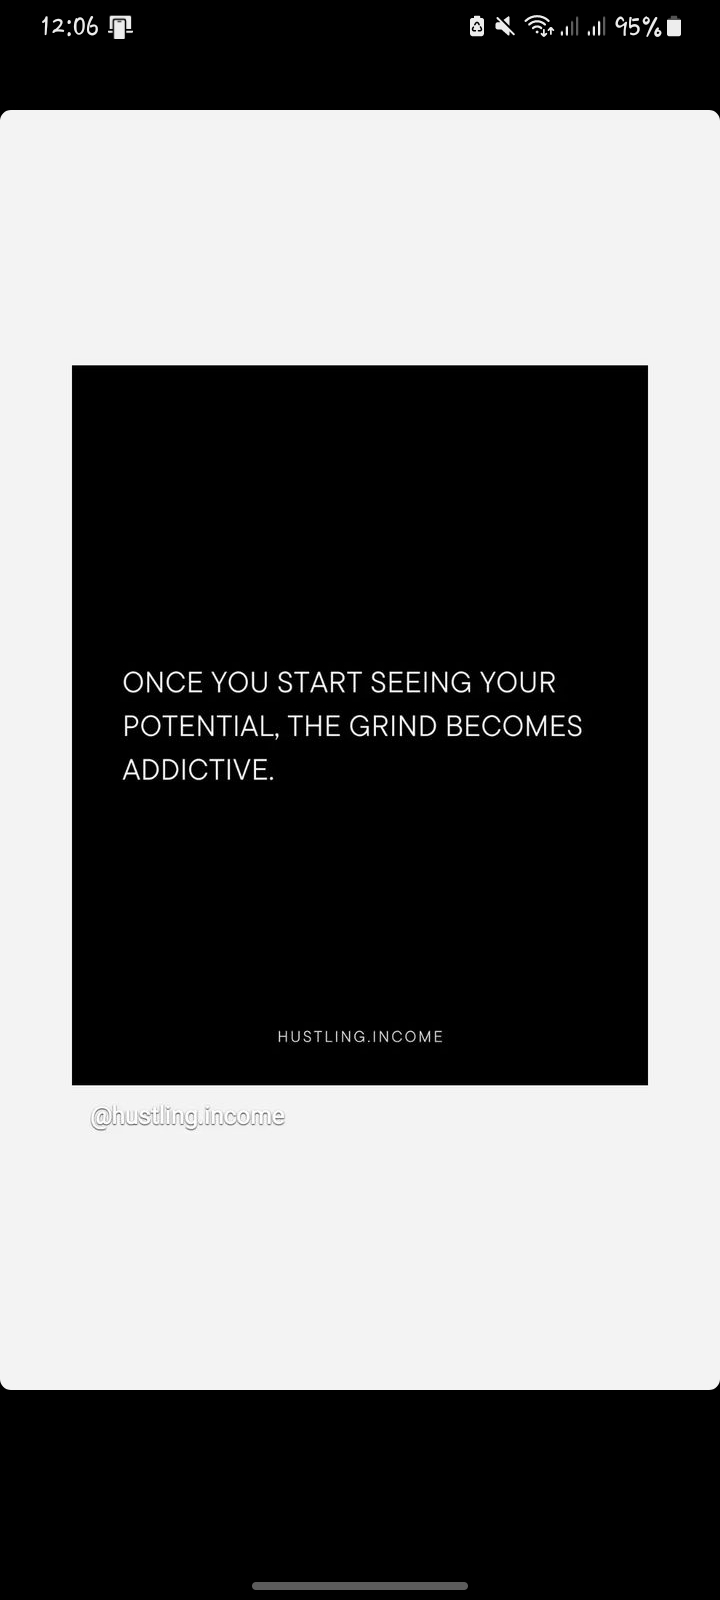 12:06 95%
ONCE YOU START SEEING YOUR
POTENTIAL, THE GRIND BECOMES
ADDICTIVE.
HUSTLING.INCOME
@hustling.income